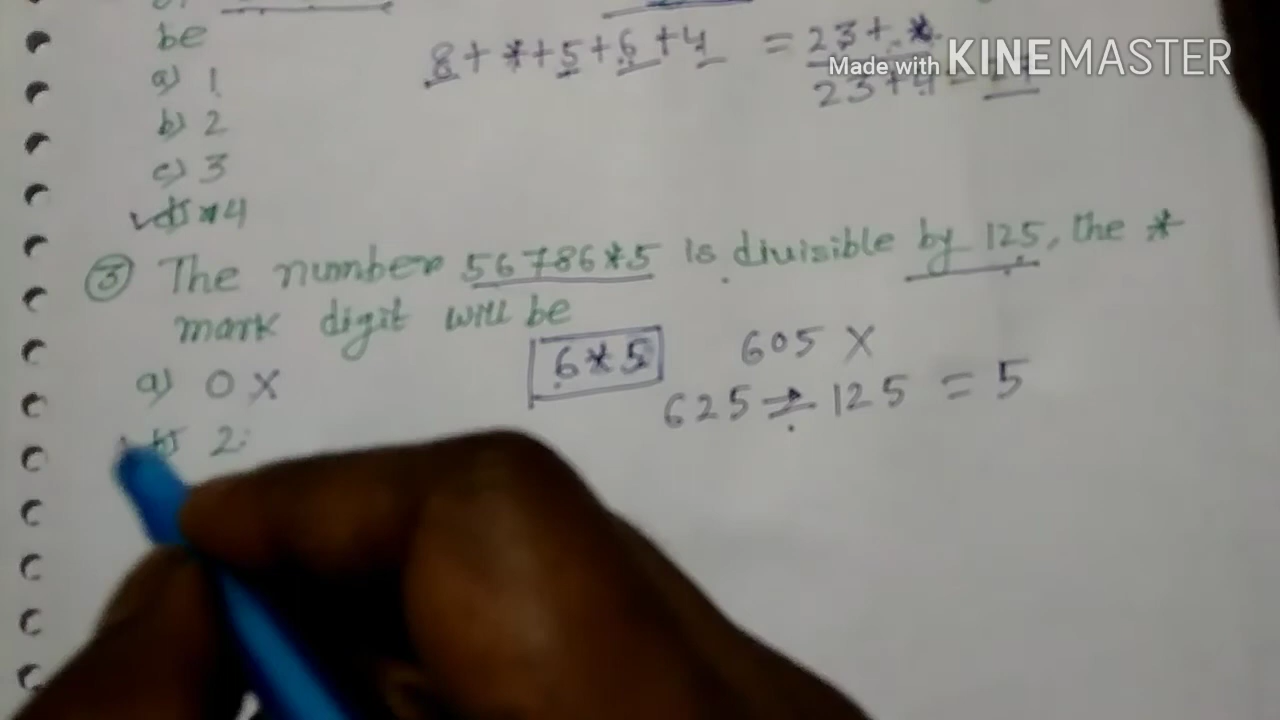 be
8 + * + 5 + 6 + 4 = 23 + *
Made with KINEMASTER
23 + 4 =
a) 1
b) 2
c) 3
d) 4
③ The number 56786*5 is divisible by 125, the *
mark digit will be
6*5
605 X
a) 0 X
625 ÷ 125 = 5
b) 2